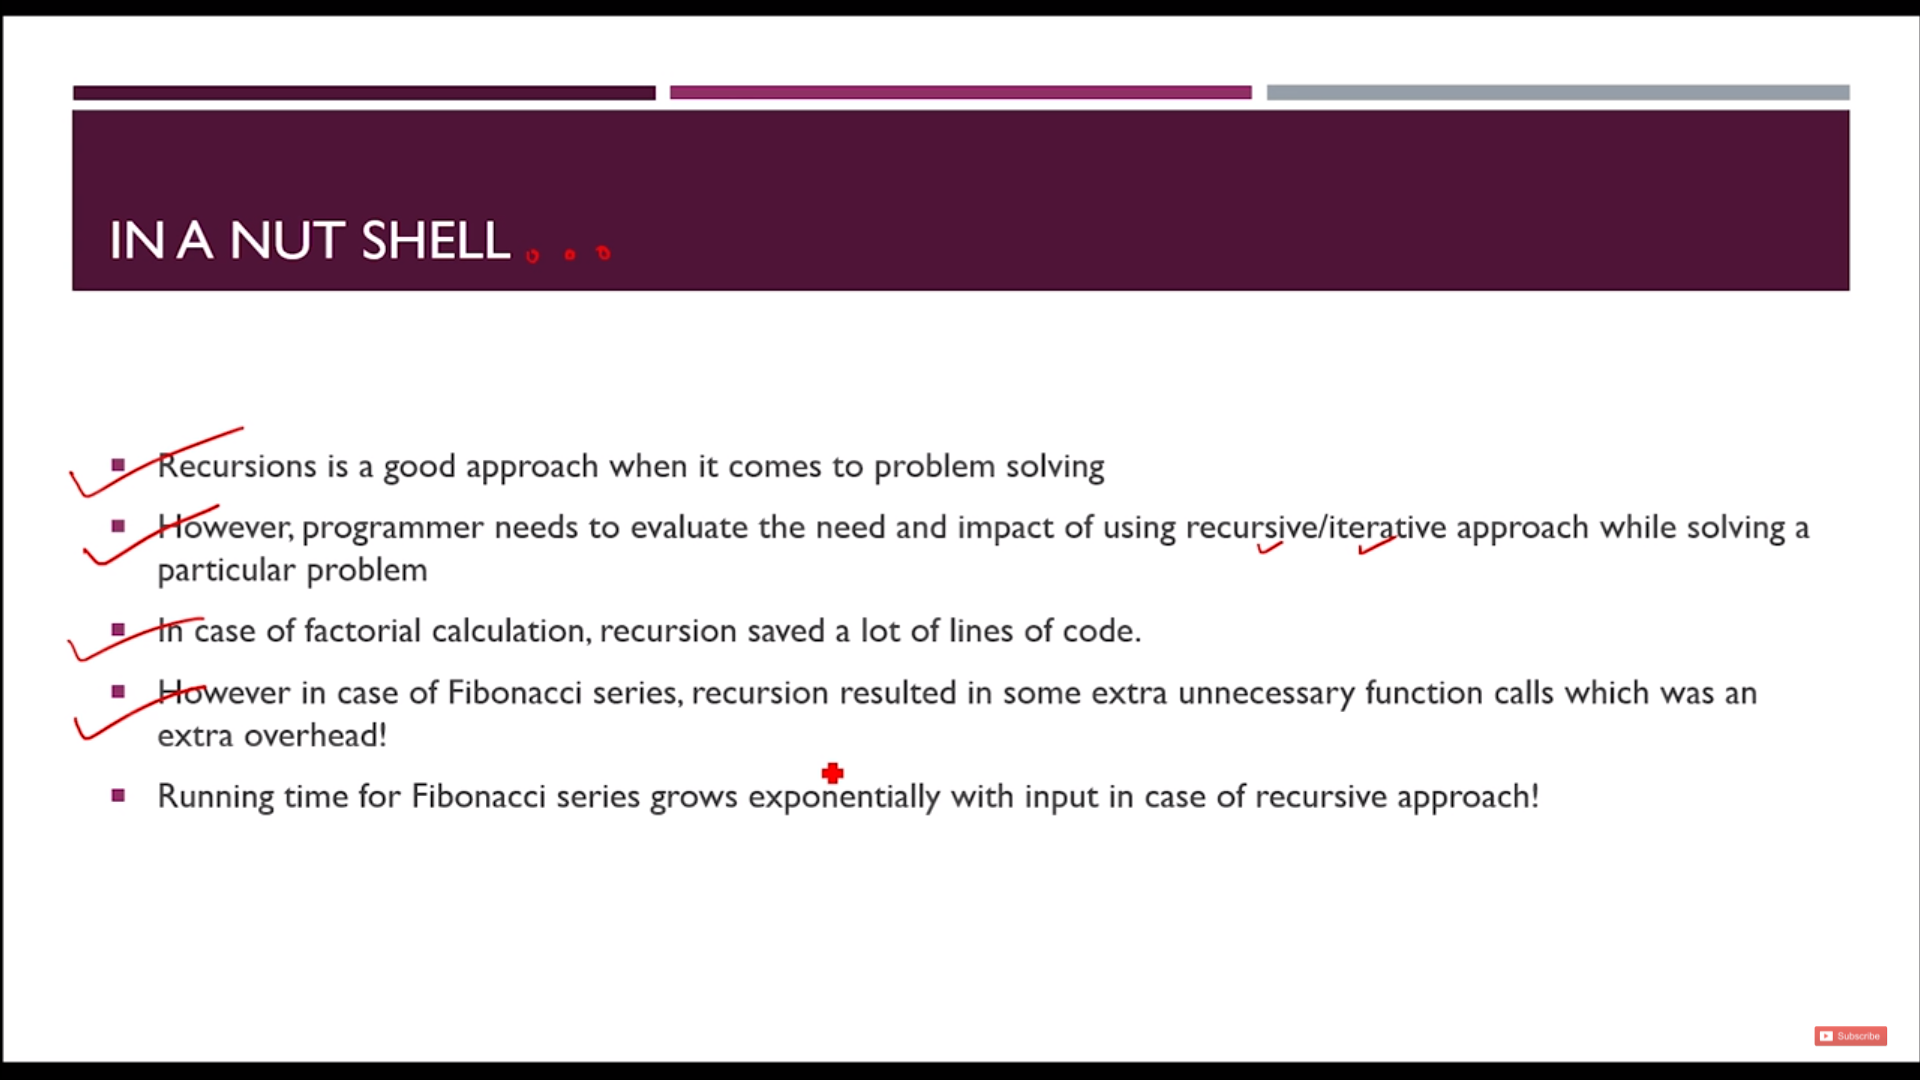 IN A NUT SHELL...
Recursions is a good approach when it comes to problem solving
However, programmer needs to evaluate the need and impact of using recursive/iterative approach while solving a
particular problem
In case of factorial calculation, recursion saved a lot of lines of code.
However in case of Fibonacci series, recursion resulted in some extra unnecessary function calls which was an
extra overhead!
Running time for Fibonacci series grows exponentially with input in case of recursive approach!
Subscribe